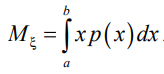 M_ξ = ∫_a^b x p(x) dx